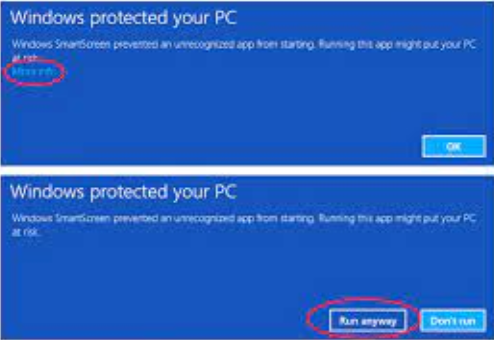 Windows protected your PC
Windows SmartScreen prevented an unrecognized app from starting. Running this app might put your PC
at risk.
More info
OK
Windows protected your PC
Windows SmartScreen prevented an unrecognized app from starting. Running this app might put your PC
at risk.
Run anyway
Don't run